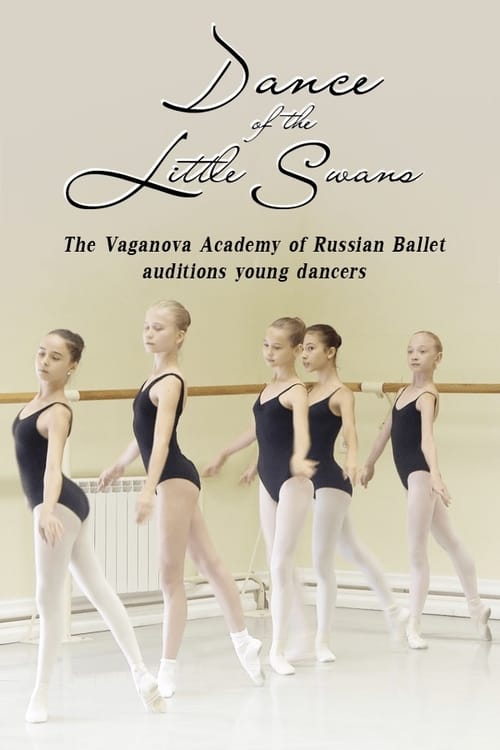 Dance
of the
Little Swans
The Vaganova Academy of Russian Ballet
auditions young dancers